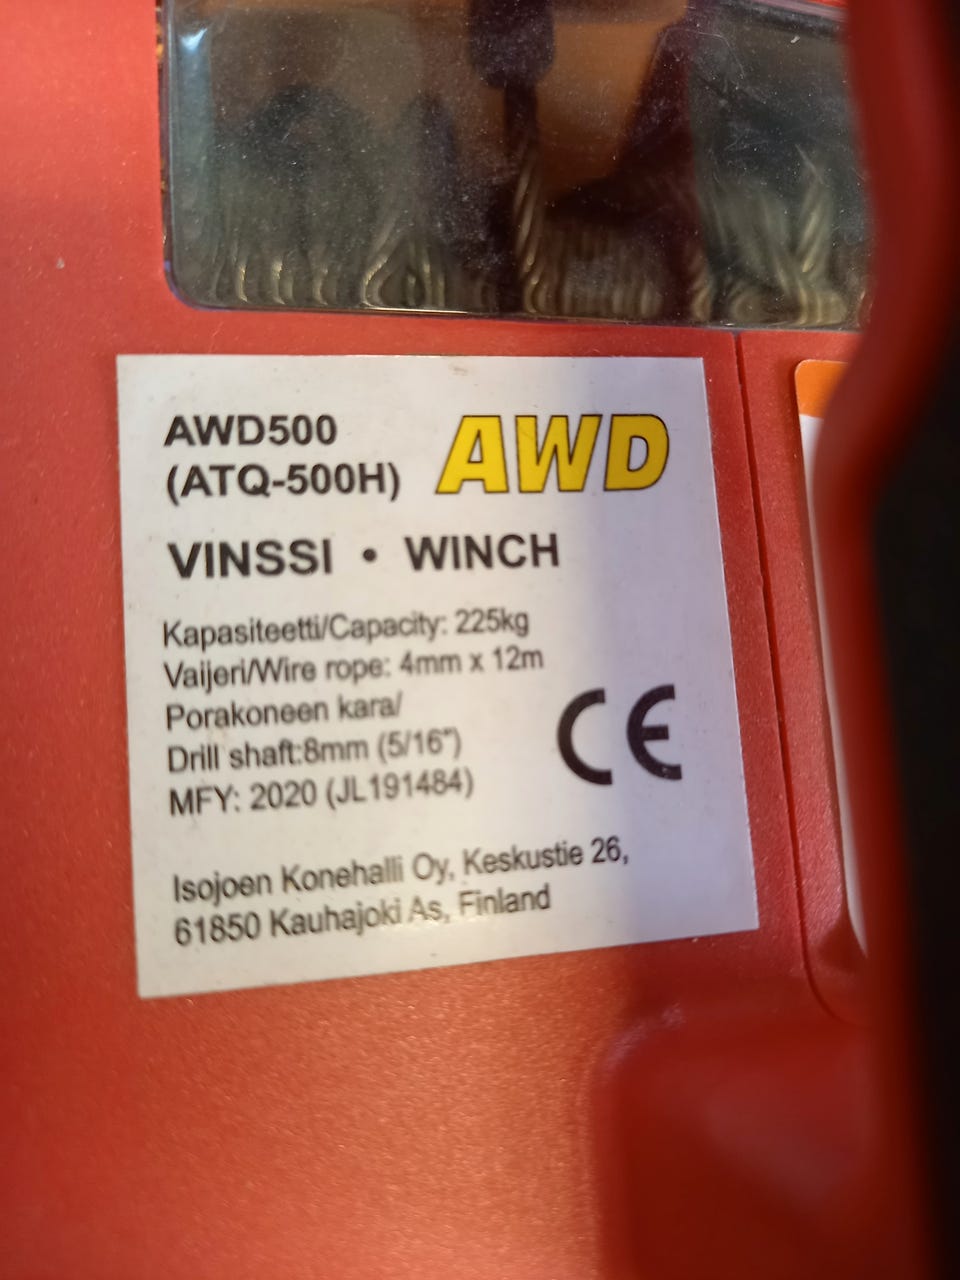 AWD500
(ATQ-500H)
AWD
VINSSI • WINCH
Kapasiteetti/Capacity: 225kg
Vaijeri/Wire rope: 4mm x 12m
Porakoneen kara/
Drill shaft:8mm (5/16")
MFY: 2020 (JL191484)
CE
Isojoen Konehalli Oy, Keskustie 26,
61850 Kauhajoki As, Finland